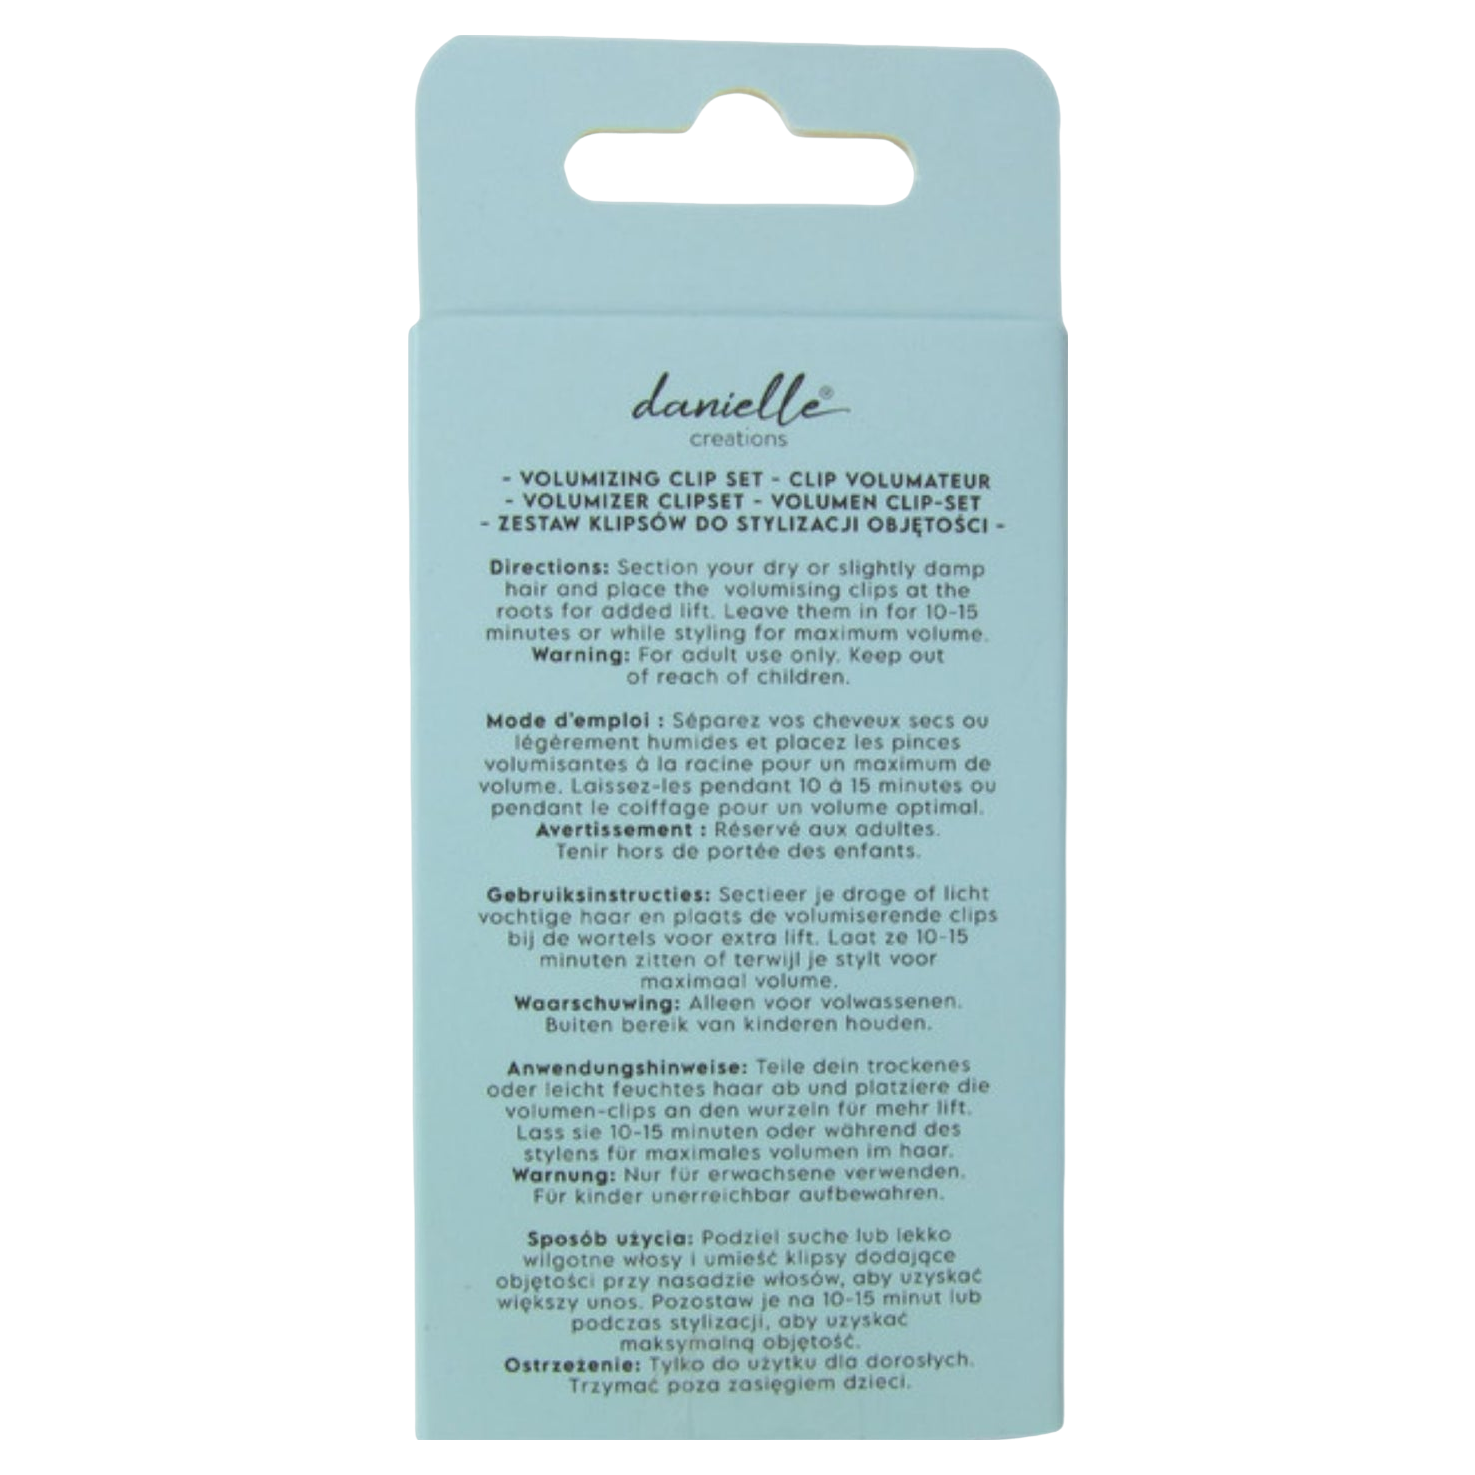 danielle®
creations
- VOLUMIZING CLIP SET - CLIP VOLUMATEUR
- VOLUMIZER CLIPSET - VOLUMEN CLIP-SET
- ZESTAW KLIPSÓW DO STYLIZACJI OBJĘTOŚCI -
Directions: Section your dry or slightly damp
hair and place the volumising clips at the
roots for added lift. Leave them in for 10-15
minutes or while styling for maximum volume.
Warning: For adult use only. Keep out
of reach of children.
Mode d'emploi : Séparez vos cheveux secs ou
légèrement humides et placez les pinces
volumisantes à la racine pour un maximum de
volume. Laissez-les pendant 10 à 15 minutes ou
pendant le coiffage pour un volume optimal.
Avertissement : Réservé aux adultes.
Tenir hors de portée des enfants.
Gebruiksinstructies: Sectieer je droge of licht
vochtige haar en plaats de volumiserende clips
bij de wortels voor extra lift. Laat ze 10-15
minuten zitten of terwijl je stylt voor
maximaal volume.
Waarschuwing: Alleen voor volwassenen.
Buiten bereik van kinderen houden.
Anwendungshinweise: Teile dein trockenes
oder leicht feuchtes haar ab und platziere die
volumen-clips an den wurzeln für mehr lift.
Lass sie 10-15 minuten oder während des
stylens für maximales volumen im haar.
Warnung: Nur für erwachsene verwenden.
Für kinder unerreichbar aufbewahren.
Sposób użycia: Podziel suche lub lekko
wilgotne włosy i umieść klipsy dodające
objętości przy nasadzie włosów, aby uzyskać
większy unos. Pozostaw je na 10-15 minut lub
podczas stylizacji, aby uzyskać
maksymalną objętość.
Ostrzeżenie: Tylko do użytku dla dorosłych.
Trzymać poza zasięgiem dzieci.